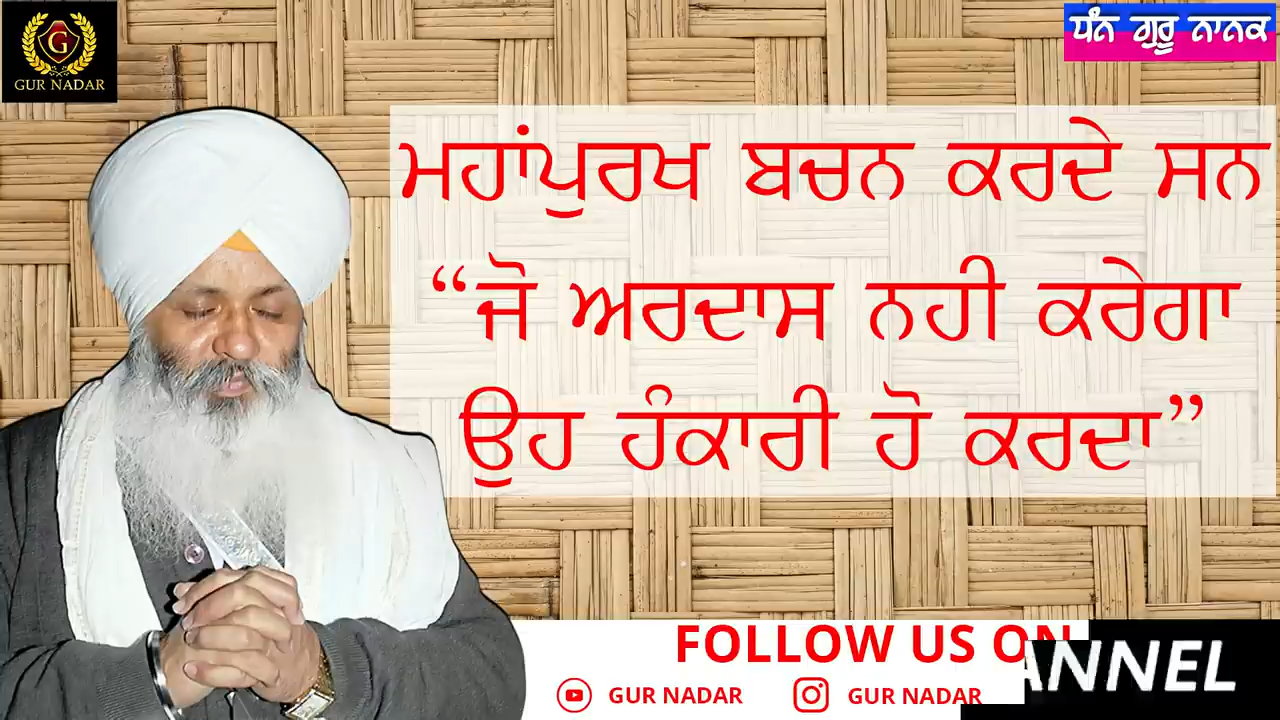 G
GUR NADAR
ਧੰਨ ਗੁਰੂ ਨਾਨਕ
ਮਹਾਂਪੁਰਖ ਬਚਨ ਕਰਦੇ ਸਨ
“ਜੋ ਅਰਦਾਸ ਨਹੀ ਕਰੇਗਾ
ਉਹ ਹੰਕਾਰੀ ਹੋ ਕਰਦਾ”
FOLLOW US ON
GUR NADAR GUR NADAR
ANNEL